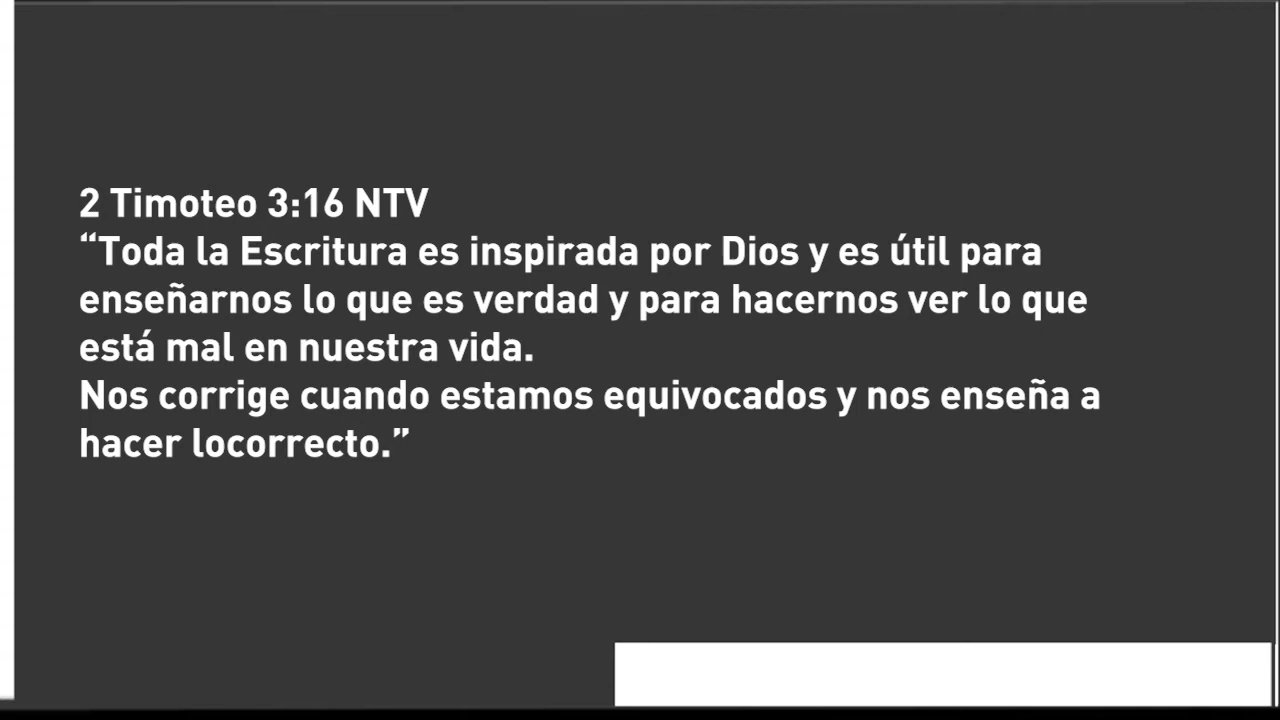 2 Timoteo 3:16 NTV
“Toda la Escritura es inspirada por Dios y es útil para
enseñarnos lo que es verdad y para hacernos ver lo que
está mal en nuestra vida.
Nos corrige cuando estamos equivocados y nos enseña a
hacer locorrecto.”